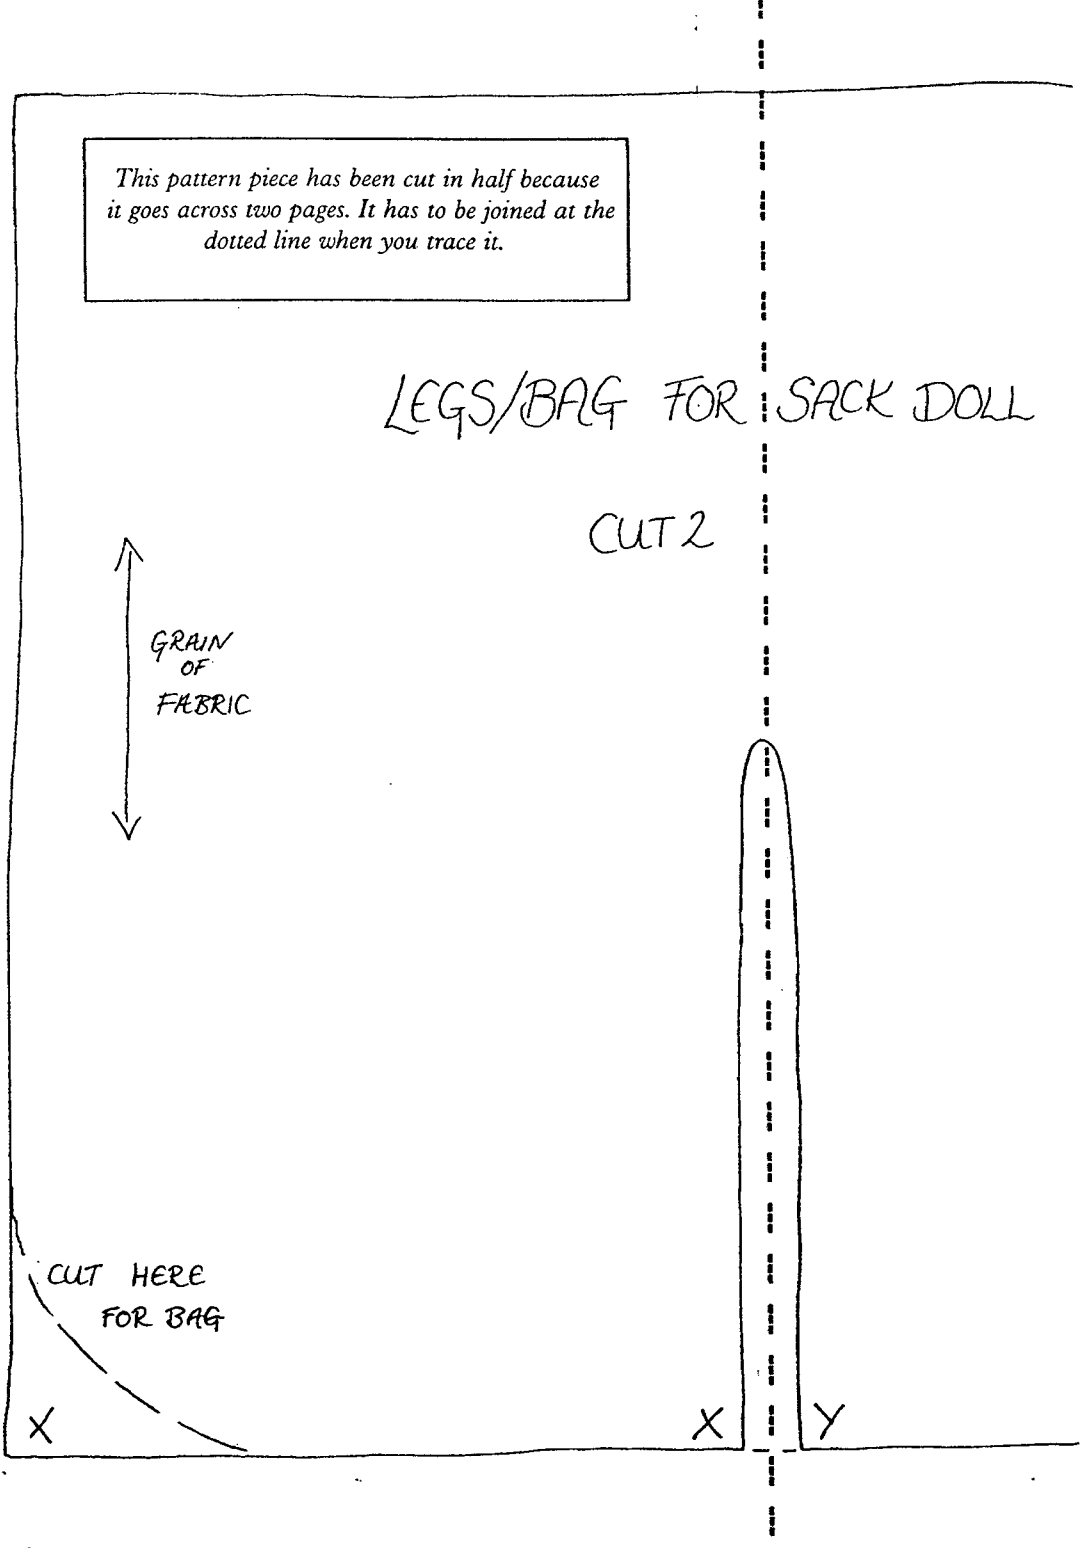 This pattern piece has been cut in half because
it goes across two pages. It has to be joined at the
dotted line when you trace it.
LEGS/BAG FOR SACK DOLL
CUT 2
GRAIN
OF
FABRIC
CUT HERE
FOR BAG
X X Y